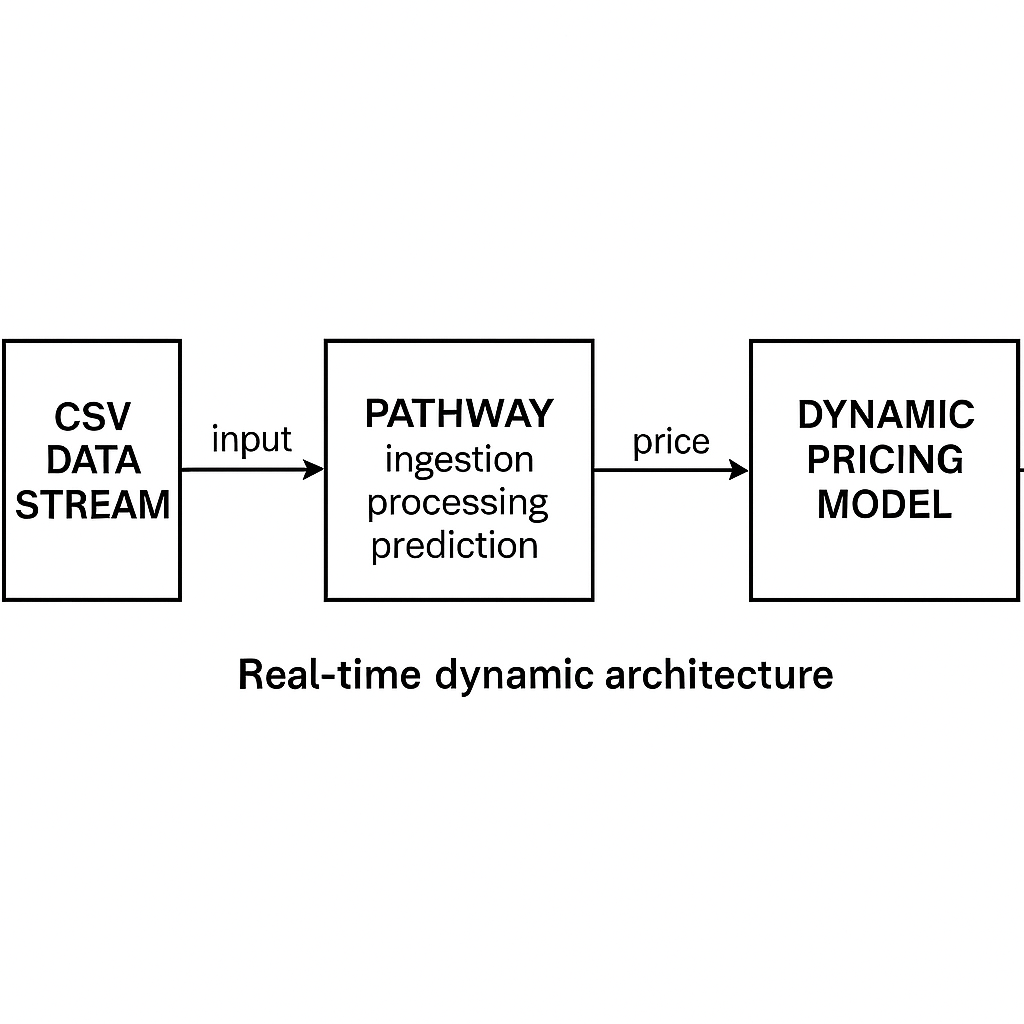 CSV
DATA
STREAM
input
PATHWAY
ingestion
processing
prediction
price
DYNAMIC
PRICING
MODEL
Real-time dynamic architecture